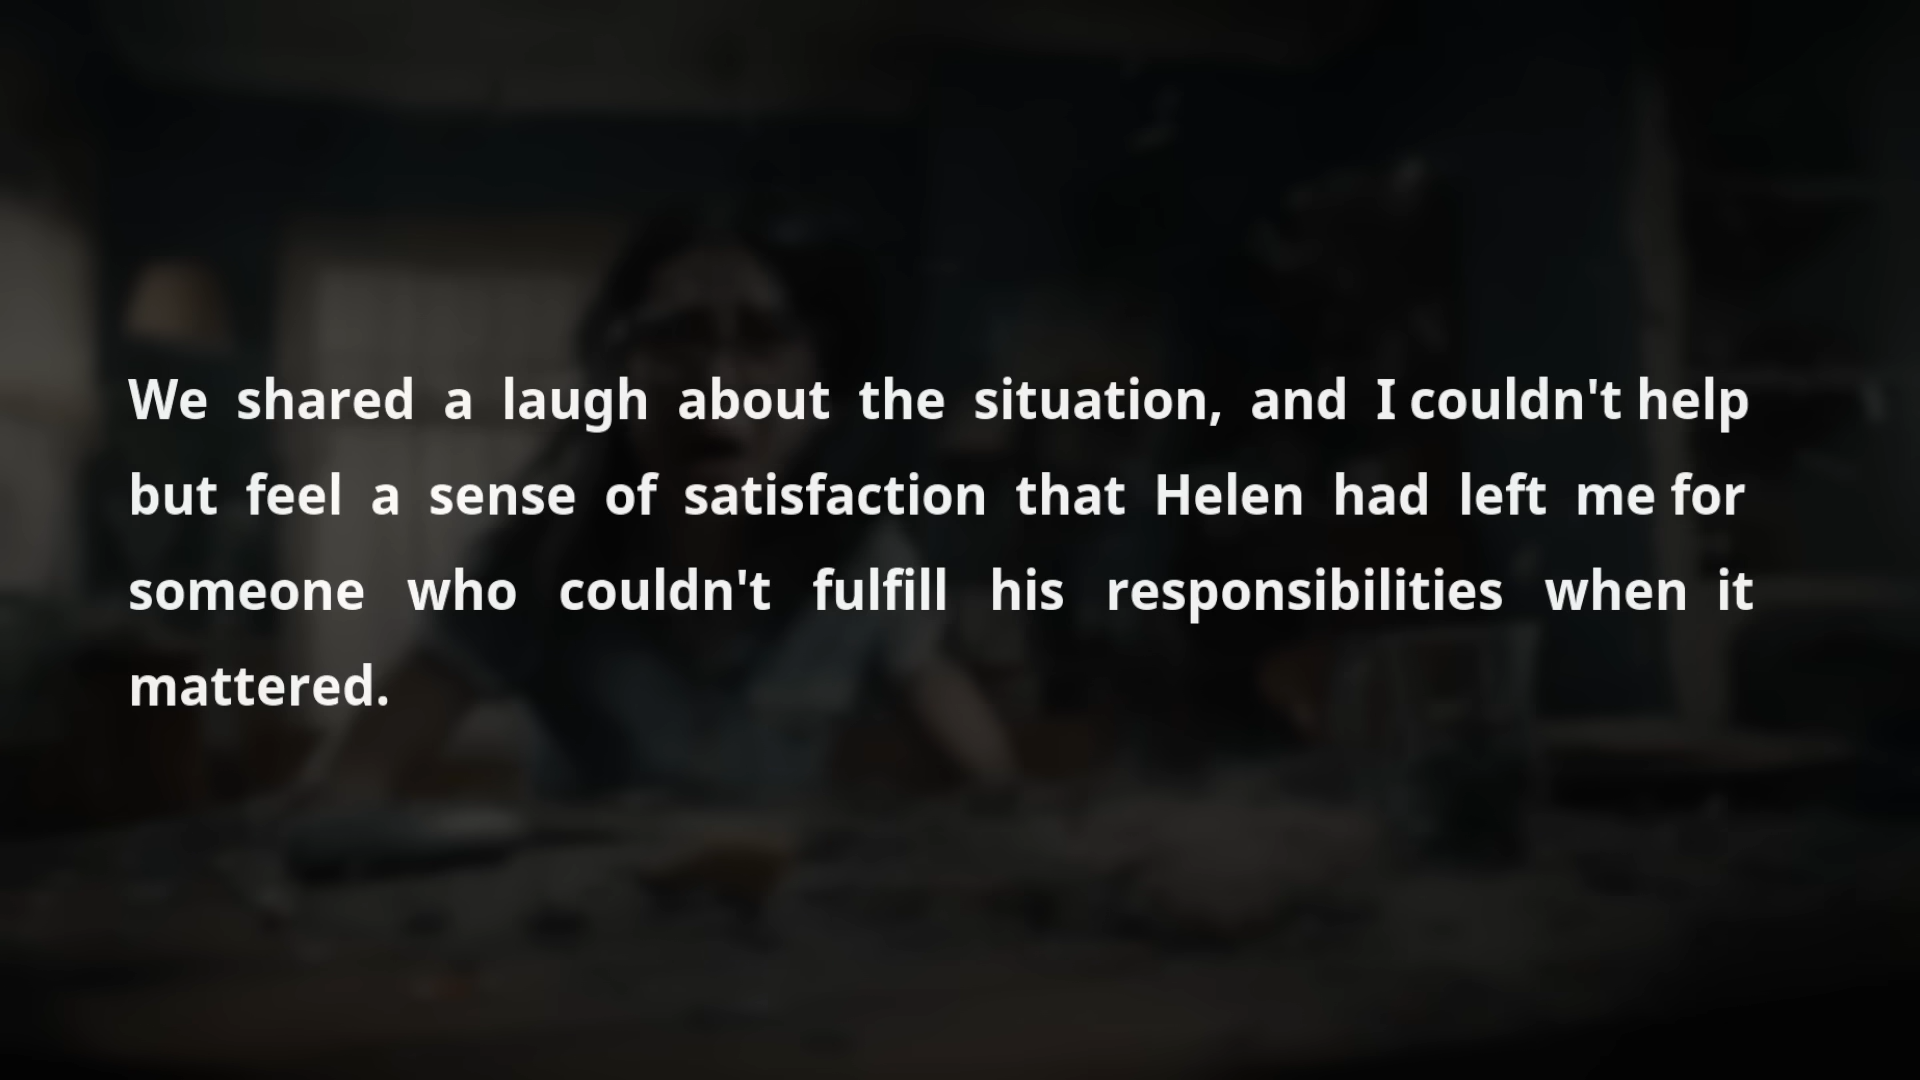 We shared a laugh about the situation, and I couldn't help
but feel a sense of satisfaction that Helen had left me for
someone who couldn't fulfill his responsibilities when it
mattered.